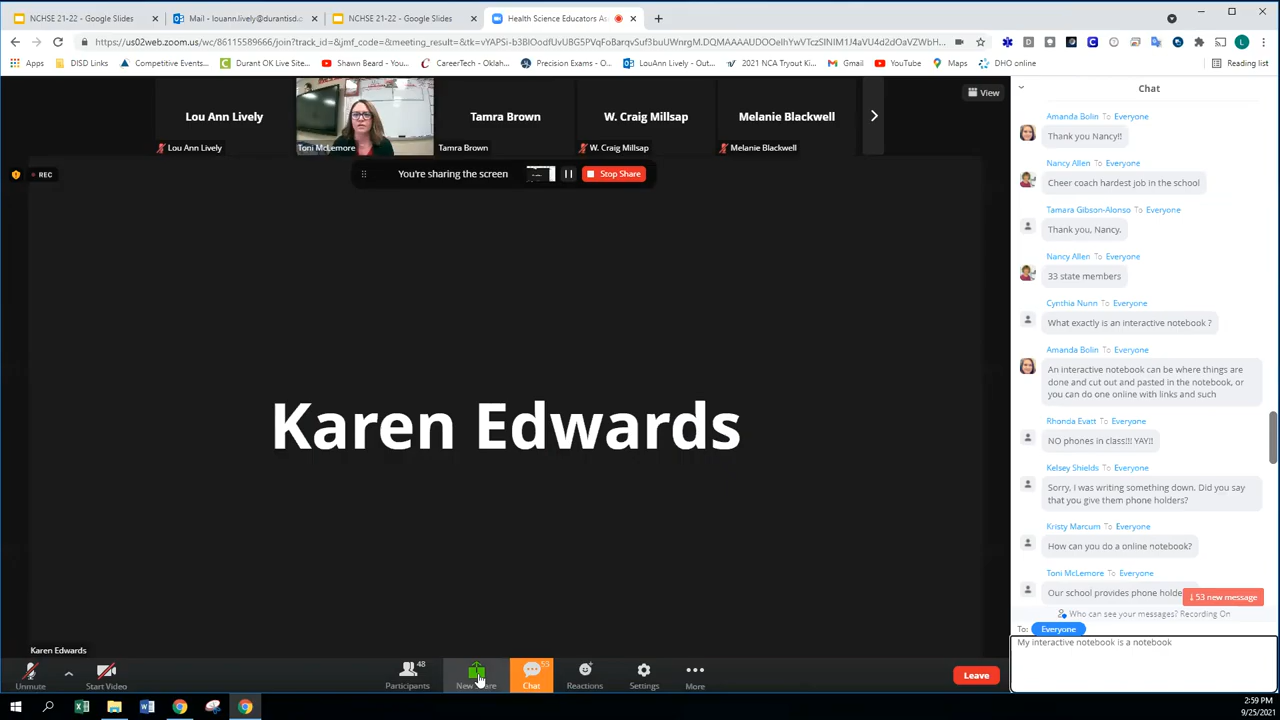 NCHSE 21-22 - Google Slides
Mail - louann.lively@durantisd.
NCHSE 21-22 - Google Slides
Health Science Educators As
Apps
DISD Links
Durant OK Live Site...
Shawn Beard - You...
CareerTech - Oklah...
Precision Exams - O...
LouAnn Lively - Out...
2021 NCA Tryout Ki...
Gmail
YouTube
Maps
DHO online
Reading list
Lou Ann Lively
Tamra Brown
W. Craig Millsap
Melanie Blackwell
View
Lou Ann Lively
Toni McLemore
Tamra Brown
W. Craig Millsap
Melanie Blackwell
REC
You're sharing the screen
Stop Share
Karen Edwards
Karen Edwards
Unmute
Start Video
48
Participants
New Share
55
Chat
Reactions
Settings
More
Leave
Chat
Amanda Bolin To Everyone
Thank you Nancy!!
Nancy Allen To Everyone
Cheer coach hardest job in the school
Tamara Gibson-Alonso To Everyone
Thank you, Nancy.
Nancy Allen To Everyone
33 state members
Cynthia Nunn To Everyone
What exactly is an interactive notebook ?
Amanda Bolin To Everyone
An interactive notebook can be where things are
done and cut out and pasted in the notebook, or
you can do one online with links and such
Rhonda Evatt To Everyone
NO phones in class!!! YAY!!
Kelsey Shields To Everyone
Sorry, I was writing something down. Did you say
that you give them phone holders?
Kristy Marcum To Everyone
How can you do a online notebook?
Toni McLemore To Everyone
Our school provides phone holde
↓53 new message
Who can see your messages? Recording On
To: Everyone
My interactive notebook is a notebook
2:59 PM
9/25/2021